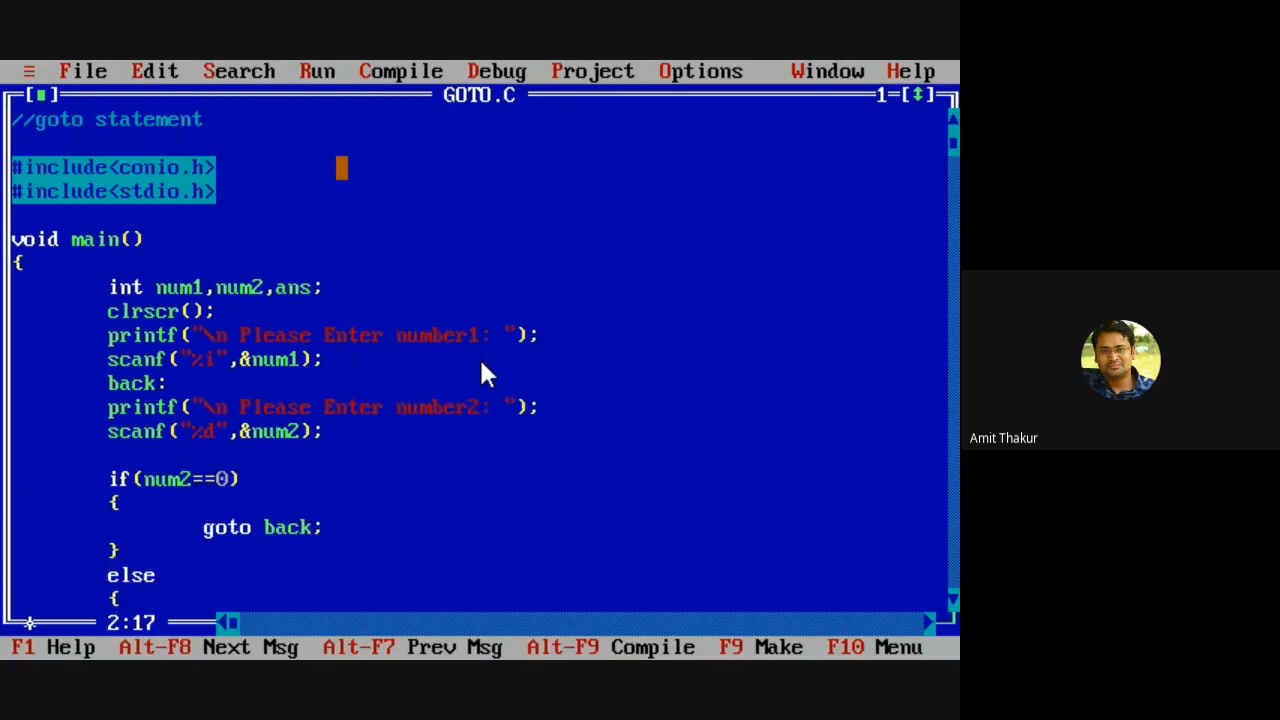 ≡ File Edit Search Run Compile Debug Project Options Window Help
[■] GOTO.C 1=[↕]
//goto statement
#include<conio.h>
#include<stdio.h>
void main()
{
int num1,num2,ans;
clrscr();
printf("\n Please Enter number1: ");
scanf("%i",&num1);
back:
printf("\n Please Enter number2: ");
scanf("%d",&num2);
if(num2==0)
{
goto back;
}
else
{
2:17
F1 Help Alt-F8 Next Msg Alt-F7 Prev Msg Alt-F9 Compile F9 Make F10 Menu
Amit Thakur